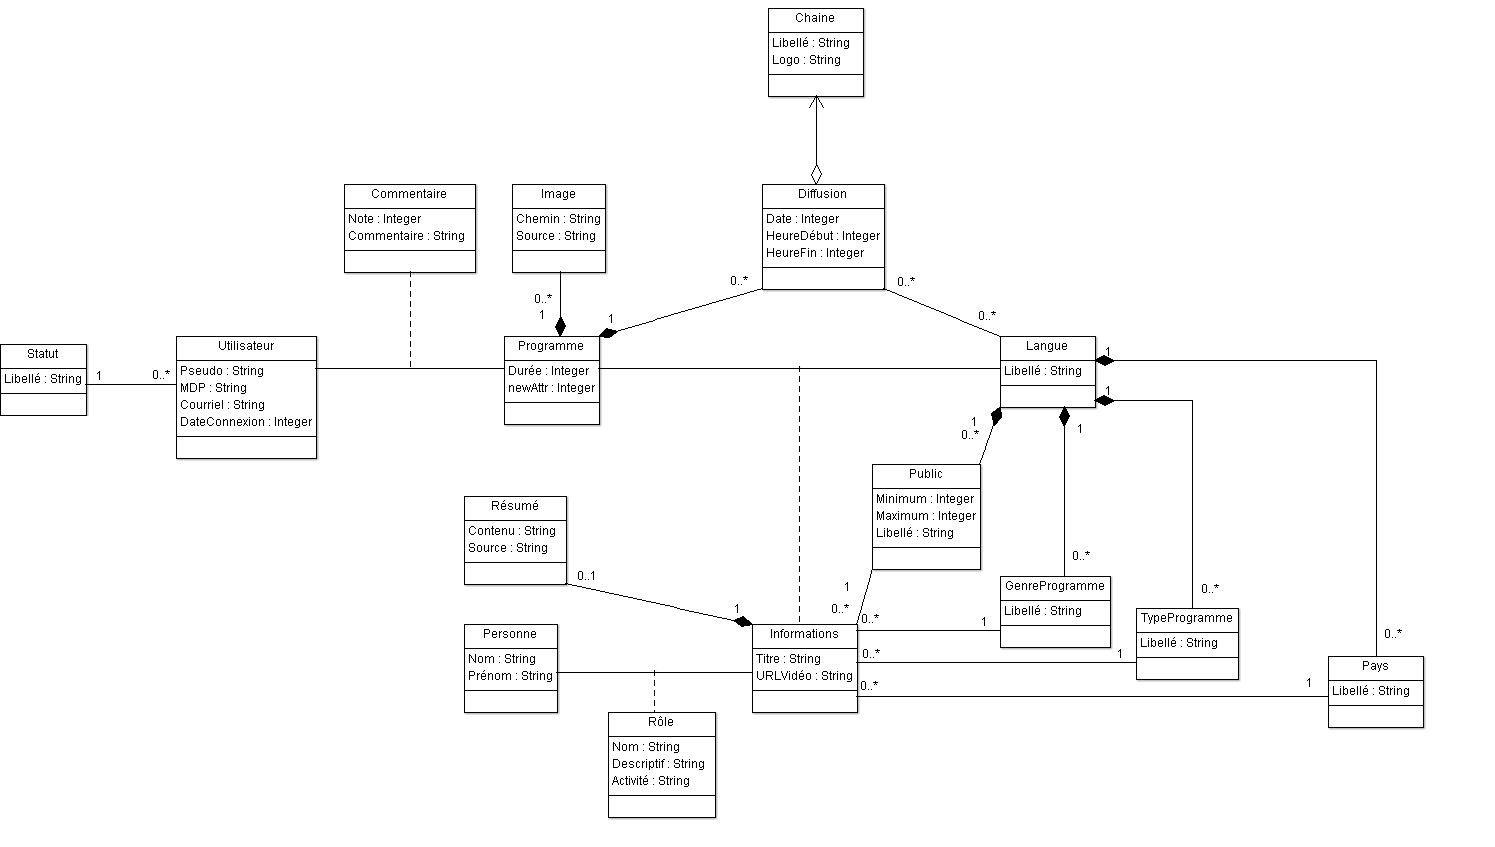 Chaine
Libellé : String
Logo : String
Commentaire
Note : Integer
Commentaire : String
Image
Chemin : String
Source : String
Diffusion
Date : Integer
HeureDébut : Integer
HeureFin : Integer
0..*
1
0..*
1
0..*
0..*
Statut
Libellé : String
1
0..*
Utilisateur
Pseudo : String
MDP : String
Courriel : String
DateConnexion : Integer
Programme
Durée : Integer
newAttr : Integer
Langue
Libellé : String
1
1
1
0..*
1
Public
Minimum : Integer
Maximum : Integer
Libellé : String
Résumé
Contenu : String
Source : String
0..1
1
1
0..*
0..*
GenreProgramme
Libellé : String
0..*
1
0..*
TypeProgramme
Libellé : String
0..*
1
0..*
Pays
Libellé : String
0..*
1
Personne
Nom : String
Prénom : String
Informations
Titre : String
URLVidéo : String
Rôle
Nom : String
Descriptif : String
Activité : String